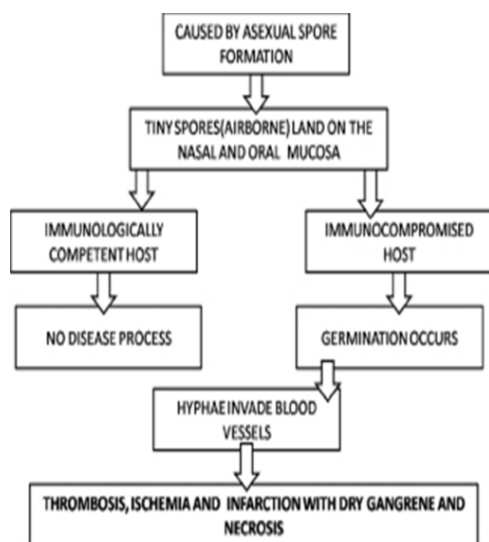 CAUSED BY ASEXUAL SPORE
FORMATION
TINY SPORES(AIRBORNE) LAND ON THE
NASAL AND ORAL MUCOSA
IMMUNOLOGICALLY
COMPETENT HOST
IMMUNOCOMPROMISED
HOST
NO DISEASE PROCESS
GERMINATION OCCURS
HYPHAE INVADE BLOOD
VESSELS
THROMBOSIS, ISCHEMIA AND INFARCTION WITH DRY GANGRENE AND
NECROSIS